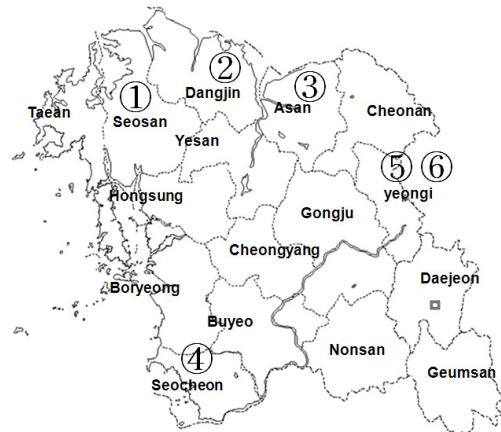 ②
③
①
Dangjin
Asan
Cheonan
Taean
Seosan
Yesan
⑤ ⑥
yeongi
Hongsung
Gongju
Cheongyang
Daejeon
Boryeong
Buyeo
Nonsan
④
Geumsan
Seocheon